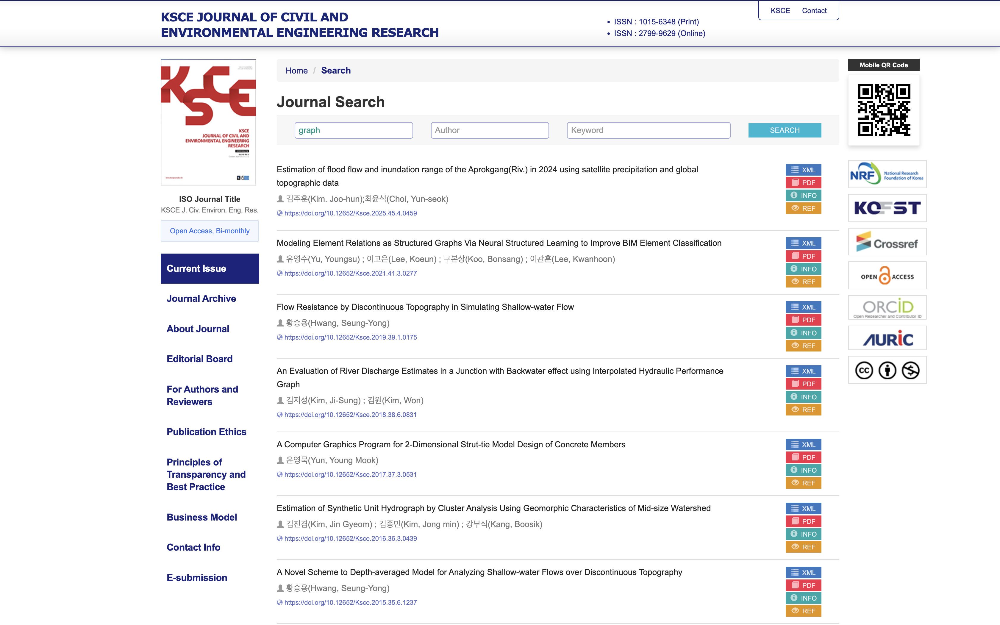 KSCE JOURNAL OF CIVIL AND
ENVIRONMENTAL ENGINEERING RESEARCH
ISSN : 1015-6348 (Print)
ISSN : 2799-9629 (Online)
KSCE Contact
KSCE
KSCE
JOURNAL OF CIVIL AND
ENVIRONMENTAL ENGINEERING
RESEARCH
ISO Journal Title
KSCE J. Civ. Environ. Eng. Res.
Open Access, Bi-monthly
Current Issue
Journal Archive
About Journal
Editorial Board
For Authors and
Reviewers
Publication Ethics
Principles of
Transparency and
Best Practice
Business Model
Contact Info
E-submission
Home / Search
Journal Search
graph Author Keyword SEARCH
Estimation of flood flow and inundation range of the Aprokgang(Riv.) in 2024 using satellite precipitation and global
topographic data
김주훈(Kim. Joo-hun);최윤석(Choi, Yun-seok)
https://doi.org/10.12652/Ksce.2025.45.4.0459
XML
PDF
INFO
REF
Modeling Element Relations as Structured Graphs Via Neural Structured Learning to Improve BIM Element Classification
유영수(Yu, Youngsu) ; 이고은(Lee, Koeun) ; 구본상(Koo, Bonsang) ; 이관훈(Lee, Kwanhoon)
https://doi.org/10.12652/Ksce.2021.41.3.0277
XML
PDF
INFO
REF
Flow Resistance by Discontinuous Topography in Simulating Shallow-water Flow
황승용(Hwang, Seung-Yong)
https://doi.org/10.12652/Ksce.2019.39.1.0175
XML
PDF
INFO
REF
An Evaluation of River Discharge Estimates in a Junction with Backwater effect using Interpolated Hydraulic Performance
Graph
김지성(Kim, Ji-Sung) ; 김원(Kim, Won)
https://doi.org/10.12652/Ksce.2018.38.6.0831
XML
PDF
INFO
REF
A Computer Graphics Program for 2-Dimensional Strut-tie Model Design of Concrete Members
윤영묵(Yun, Young Mook)
https://doi.org/10.12652/Ksce.2017.37.3.0531
XML
PDF
INFO
REF
Estimation of Synthetic Unit Hydrograph by Cluster Analysis Using Geomorphic Characteristics of Mid-size Watershed
김진겸(Kim, Jin Gyeom) ; 김종민(Kim, Jong min) ; 강부식(Kang, Boosik)
https://doi.org/10.12652/Ksce.2016.36.3.0439
XML
PDF
INFO
REF
A Novel Scheme to Depth-averaged Model for Analyzing Shallow-water Flows over Discontinuous Topography
황승용(Hwang, Seung-Yong)
https://doi.org/10.12652/Ksce.2015.35.6.1237
XML
PDF
INFO
REF
Mobile QR Code
NRF National Research
Foundation of Korea
KOFST
Crossref
OPEN ACCESS
ORCID
Open Researcher and Contributor ID
AURIC
cc